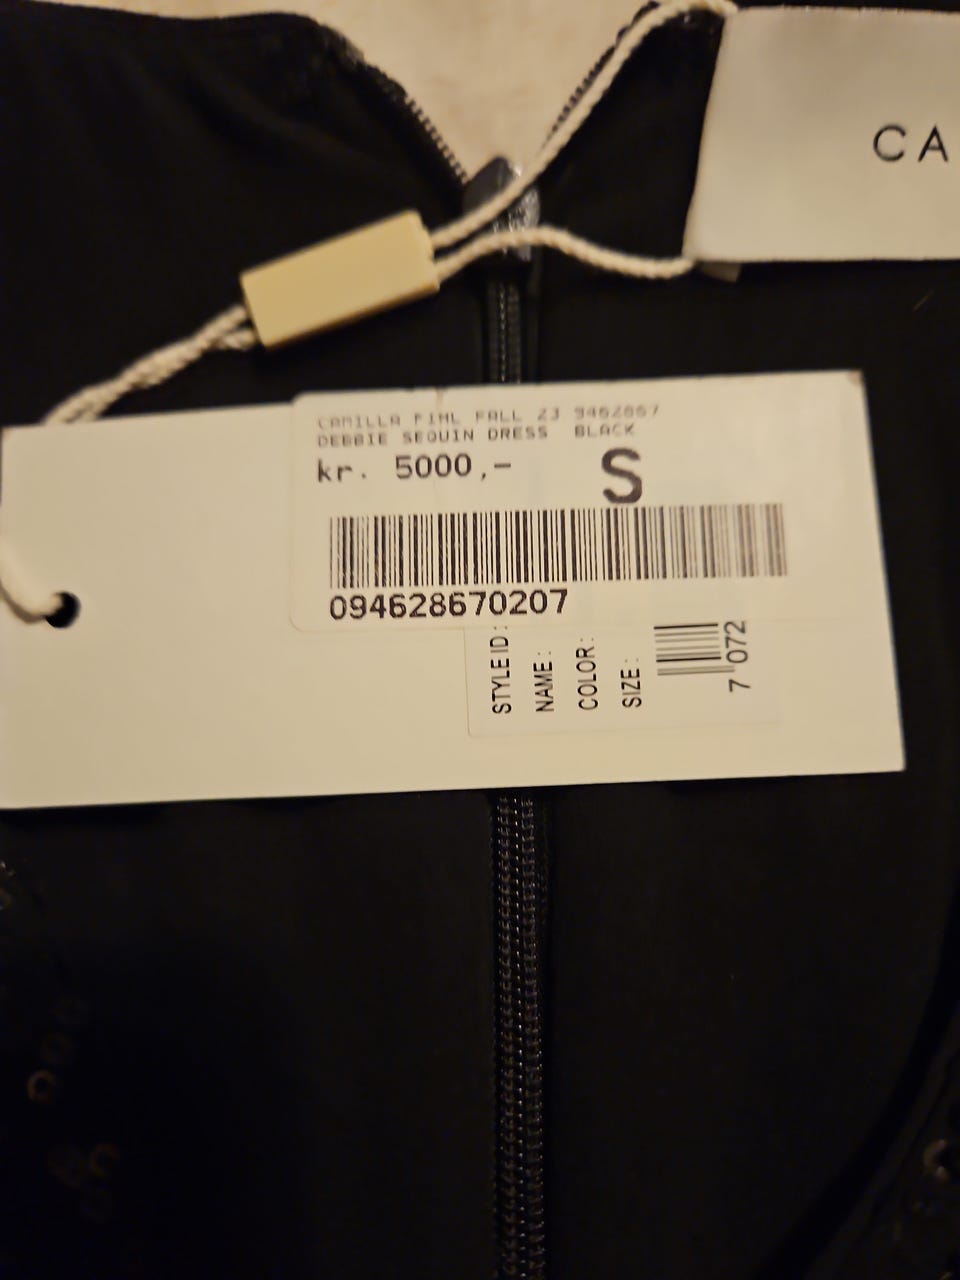 CA
CAMILLA PIHL FALL 23 9462867
DEBBIE SEQUIN DRESS BLACK
kr. 5000,-
S
094628670207
STYLE ID:
NAME:
COLOR:
SIZE:
7 072